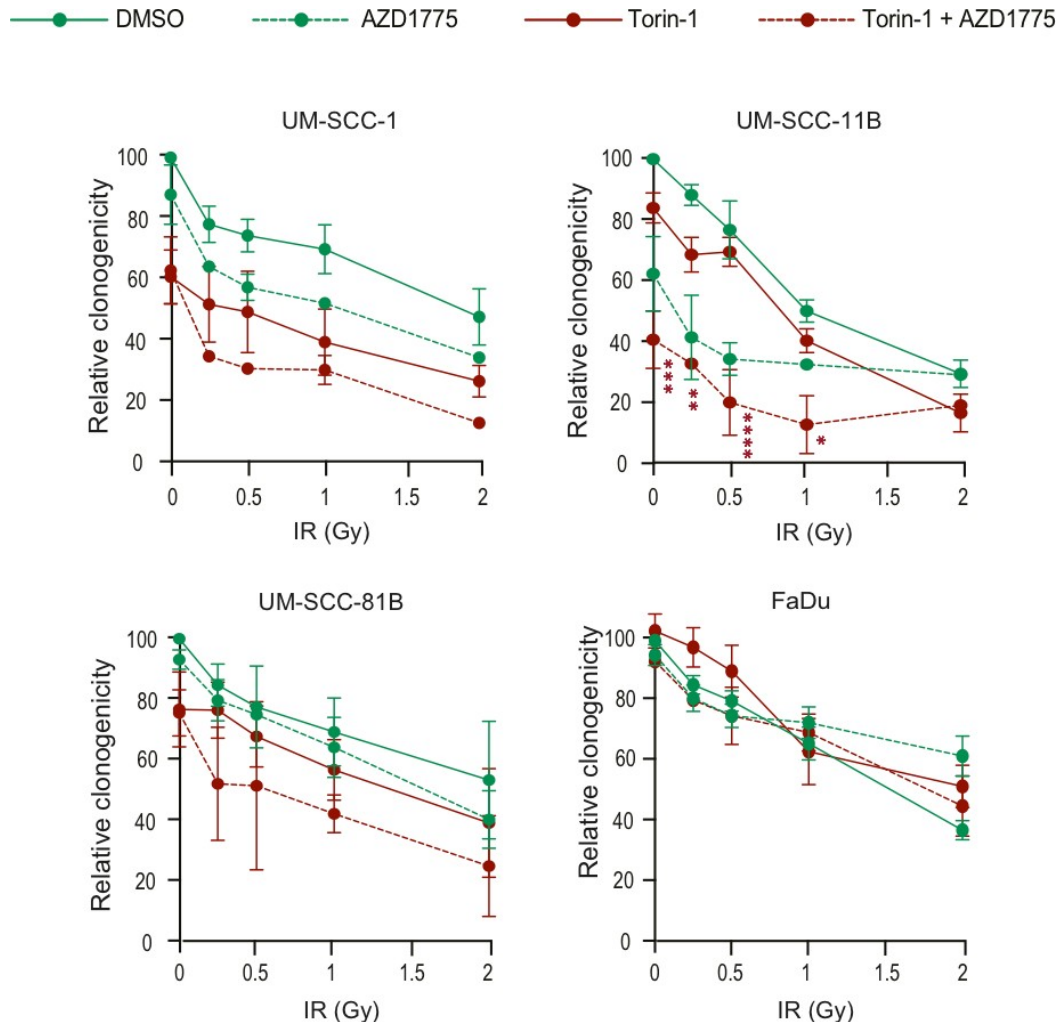 DMSO AZD1775 Torin-1 Torin-1 + AZD1775
UM-SCC-1
Relative clonogenicity
100
80
60
40
20
0
0 0.5 1 1.5 2
IR (Gy)
UM-SCC-11B
Relative clonogenicity
100
80
60
40
20
0
***
**
****
*
0 0.5 1 1.5 2
IR (Gy)
UM-SCC-81B
Relative clonogenicity
100
80
60
40
20
0
0 0.5 1 1.5 2
IR (Gy)
FaDu
Relative clonogenicity
100
80
60
40
20
0
0 0.5 1 1.5 2
IR (Gy)